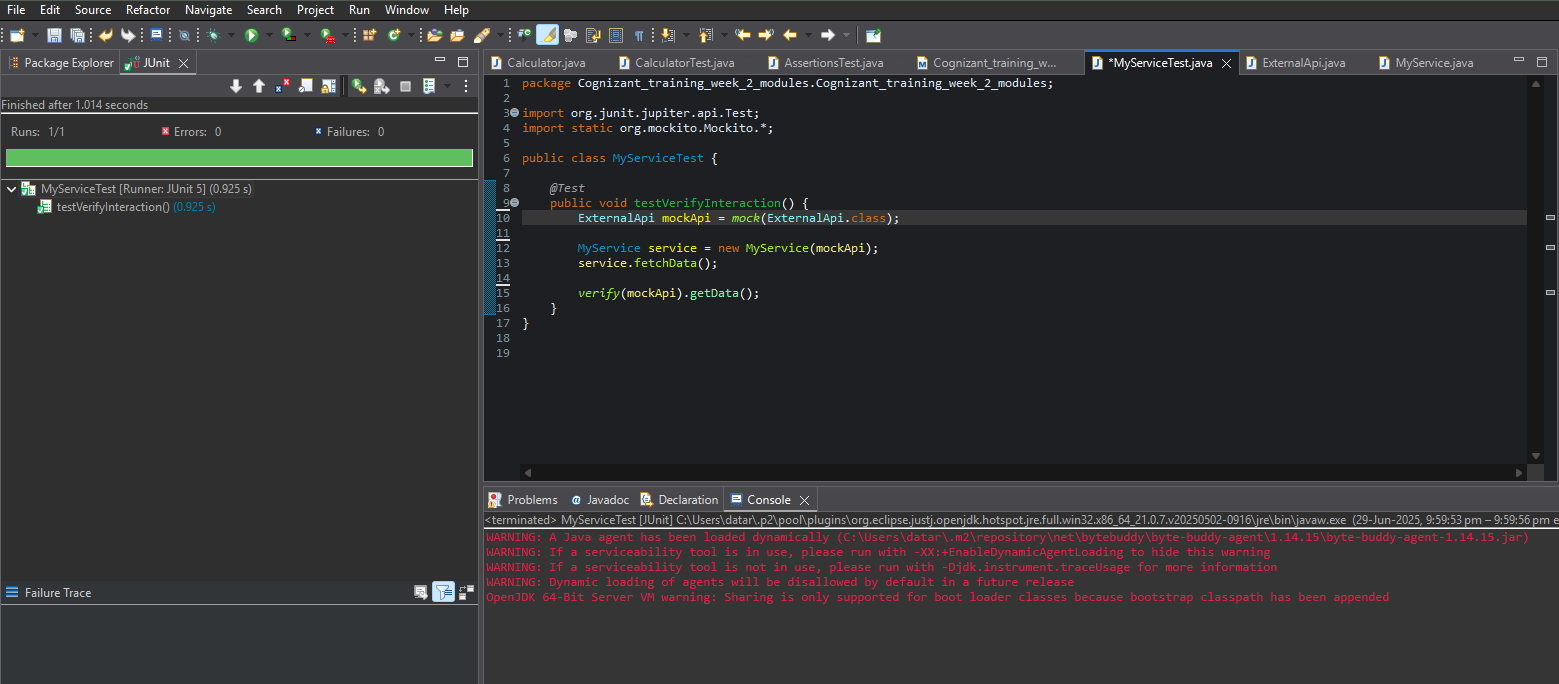 File Edit Source Refactor Navigate Search Project Run Window Help
Package Explorer JUnit
Finished after 1.014 seconds
Runs: 1/1 Errors: 0 Failures: 0
MyServiceTest [Runner: JUnit 5] (0.925 s)
testVerifyInteraction() (0.925 s)
Failure Trace
Calculator.java CalculatorTest.java AssertionsTest.java Cognizant_training_w... *MyServiceTest.java ExternalApi.java MyService.java
1 package Cognizant_training_week_2_modules.Cognizant_training_week_2_modules;
2
3 import org.junit.jupiter.api.Test;
4 import static org.mockito.Mockito.*;
5
6 public class MyServiceTest {
7
8 @Test
9 public void testVerifyInteraction() {
10 ExternalApi mockApi = mock(ExternalApi.class);
11
12 MyService service = new MyService(mockApi);
13 service.fetchData();
14
15 verify(mockApi).getData();
16 }
17 }
18
19
Problems Javadoc Declaration Console
<terminated> MyServiceTest [JUnit] C:\Users\datar\.p2\pool\plugins\org.eclipse.justj.openjdk.hotspot.jre.full.win32.x86_64_21.0.7.v20250502-0916\jre\bin\javaw.exe (29-Jun-2025, 9:59:53 pm – 9:59:56 pm e
WARNING: A Java agent has been loaded dynamically (C:\Users\datar\.m2\repository\net\bytebuddy\byte-buddy-agent\1.14.15\byte-buddy-agent-1.14.15.jar)
WARNING: If a serviceability tool is in use, please run with -XX:+EnableDynamicAgentLoading to hide this warning
WARNING: If a serviceability tool is not in use, please run with -Djdk.instrument.traceUsage for more information
WARNING: Dynamic loading of agents will be disallowed by default in a future release
OpenJDK 64-Bit Server VM warning: Sharing is only supported for boot loader classes because bootstrap classpath has been appended